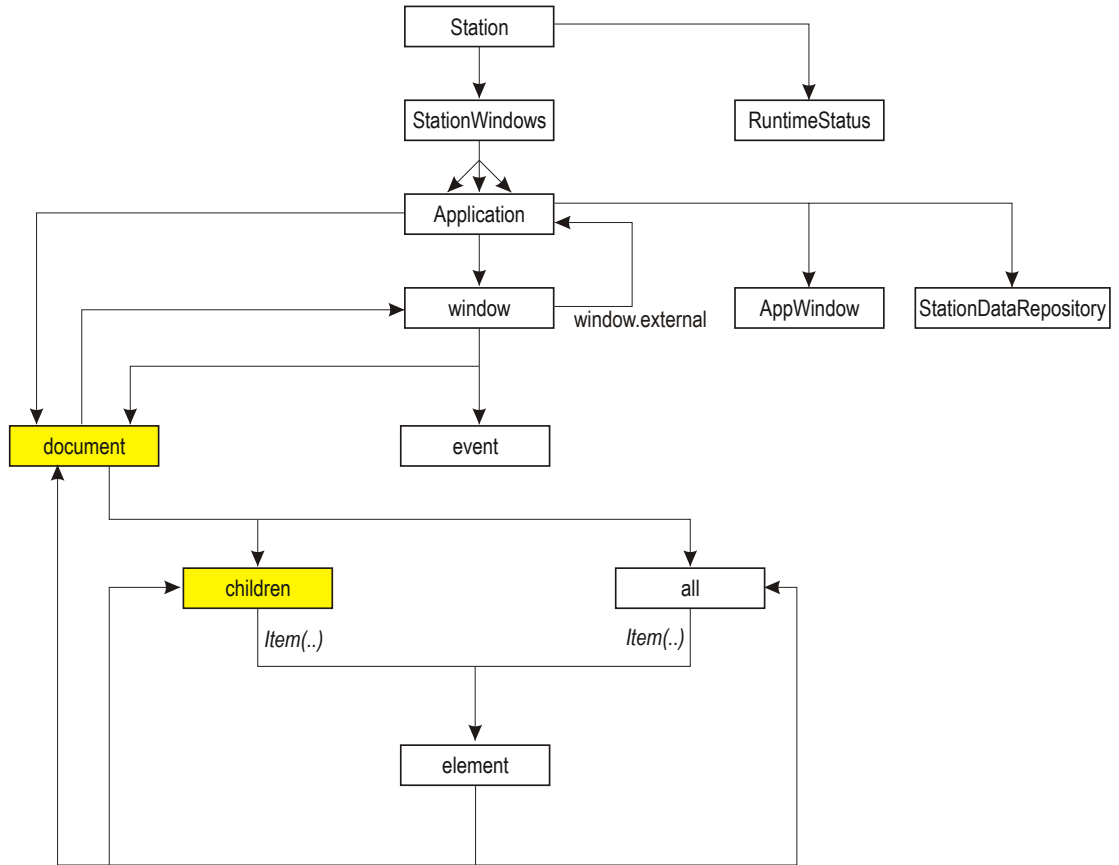 Station
StationWindows
RuntimeStatus
Application
window
window.external
AppWindow
StationDataRepository
document
event
children
all
Item(..)
Item(..)
element